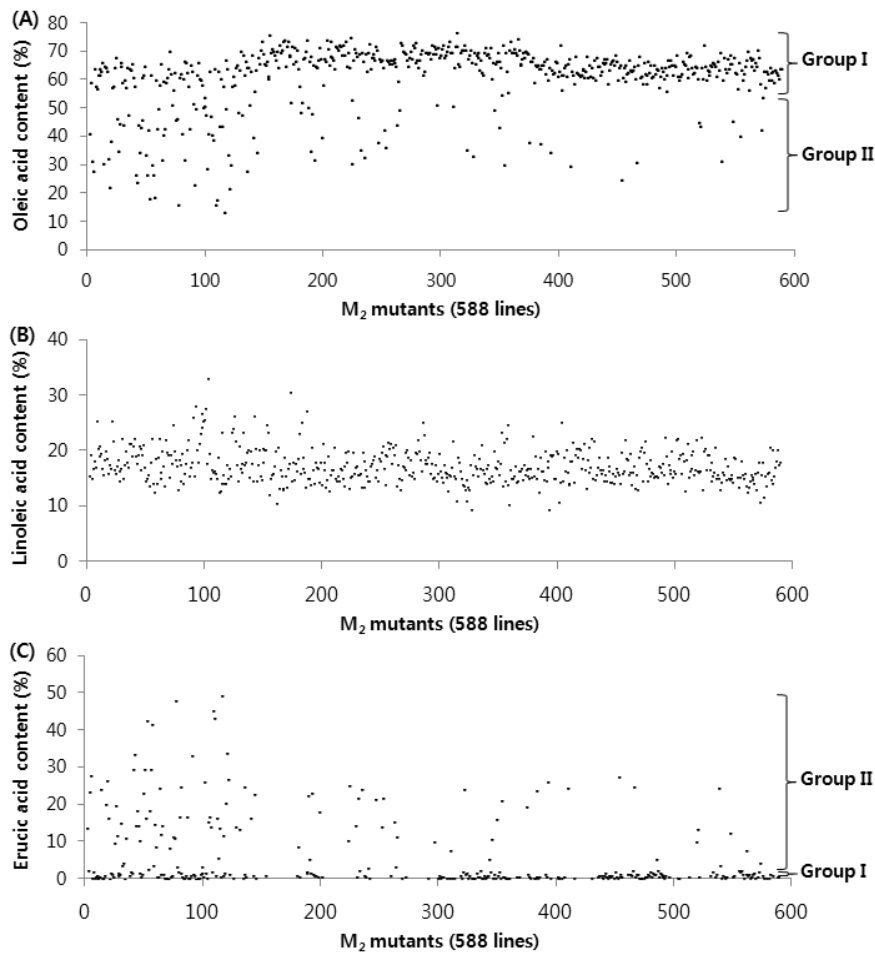 (A)
80
70
60
50
40
30
20
10
0
Oleic acid content (%)
Group I
Group II
0 100 200 300 400 500 600
M₂ mutants (588 lines)
(B)
40
30
20
10
0
Linoleic acid content (%)
0 100 200 300 400 500 600
M₂ mutants (588 lines)
(C)
60
50
40
30
20
10
0
Erucic acid content (%)
Group II
Group I
0 100 200 300 400 500 600
M₂ mutants (588 lines)